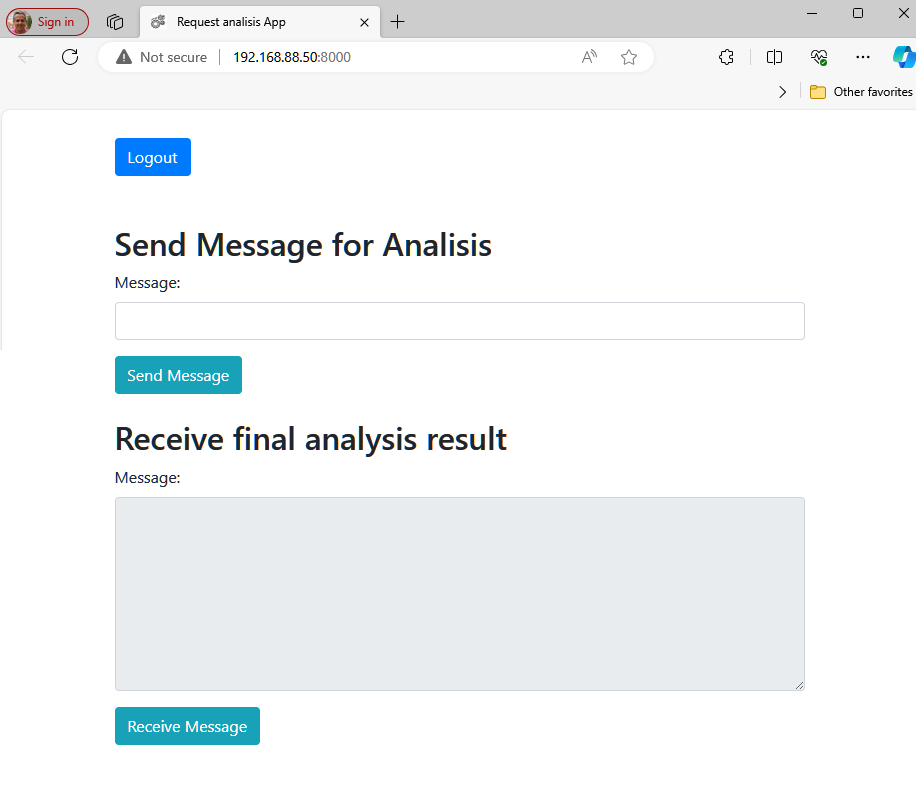 Sign in
Request analisis App
Not secure
192.168.88.50:8000
Other favorites
Logout
Send Message for Analisis
Message:
Send Message
Receive final analysis result
Message:
Receive Message